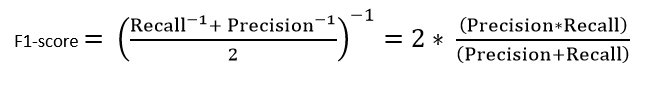 F1-score = ((Recall⁻¹ + Precision⁻¹)/2)⁻¹ = 2 * (Precision*Recall)/(Precision+Recall)